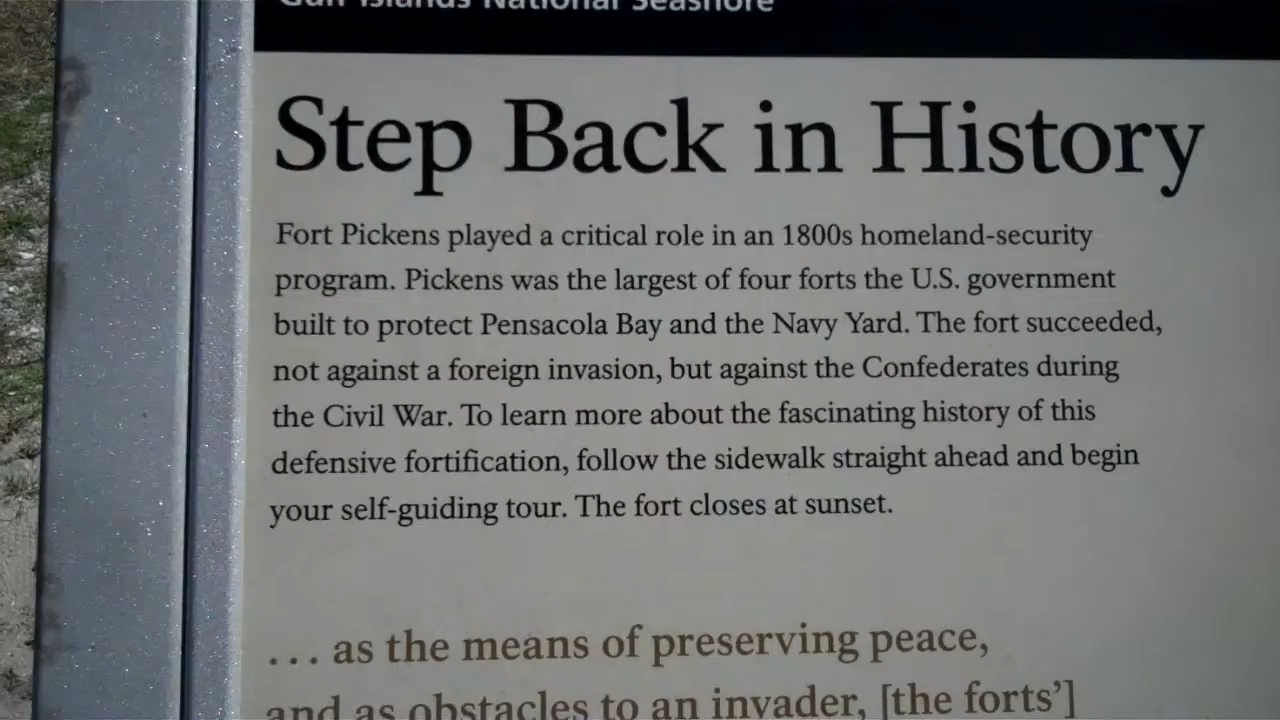 Gulf Islands National Seashore
Step Back in History
Fort Pickens played a critical role in an 1800s homeland-security
program. Pickens was the largest of four forts the U.S. government
built to protect Pensacola Bay and the Navy Yard. The fort succeeded,
not against a foreign invasion, but against the Confederates during
the Civil War. To learn more about the fascinating history of this
defensive fortification, follow the sidewalk straight ahead and begin
your self-guiding tour. The fort closes at sunset.
... as the means of preserving peace,
and as obstacles to an invader, [the forts']